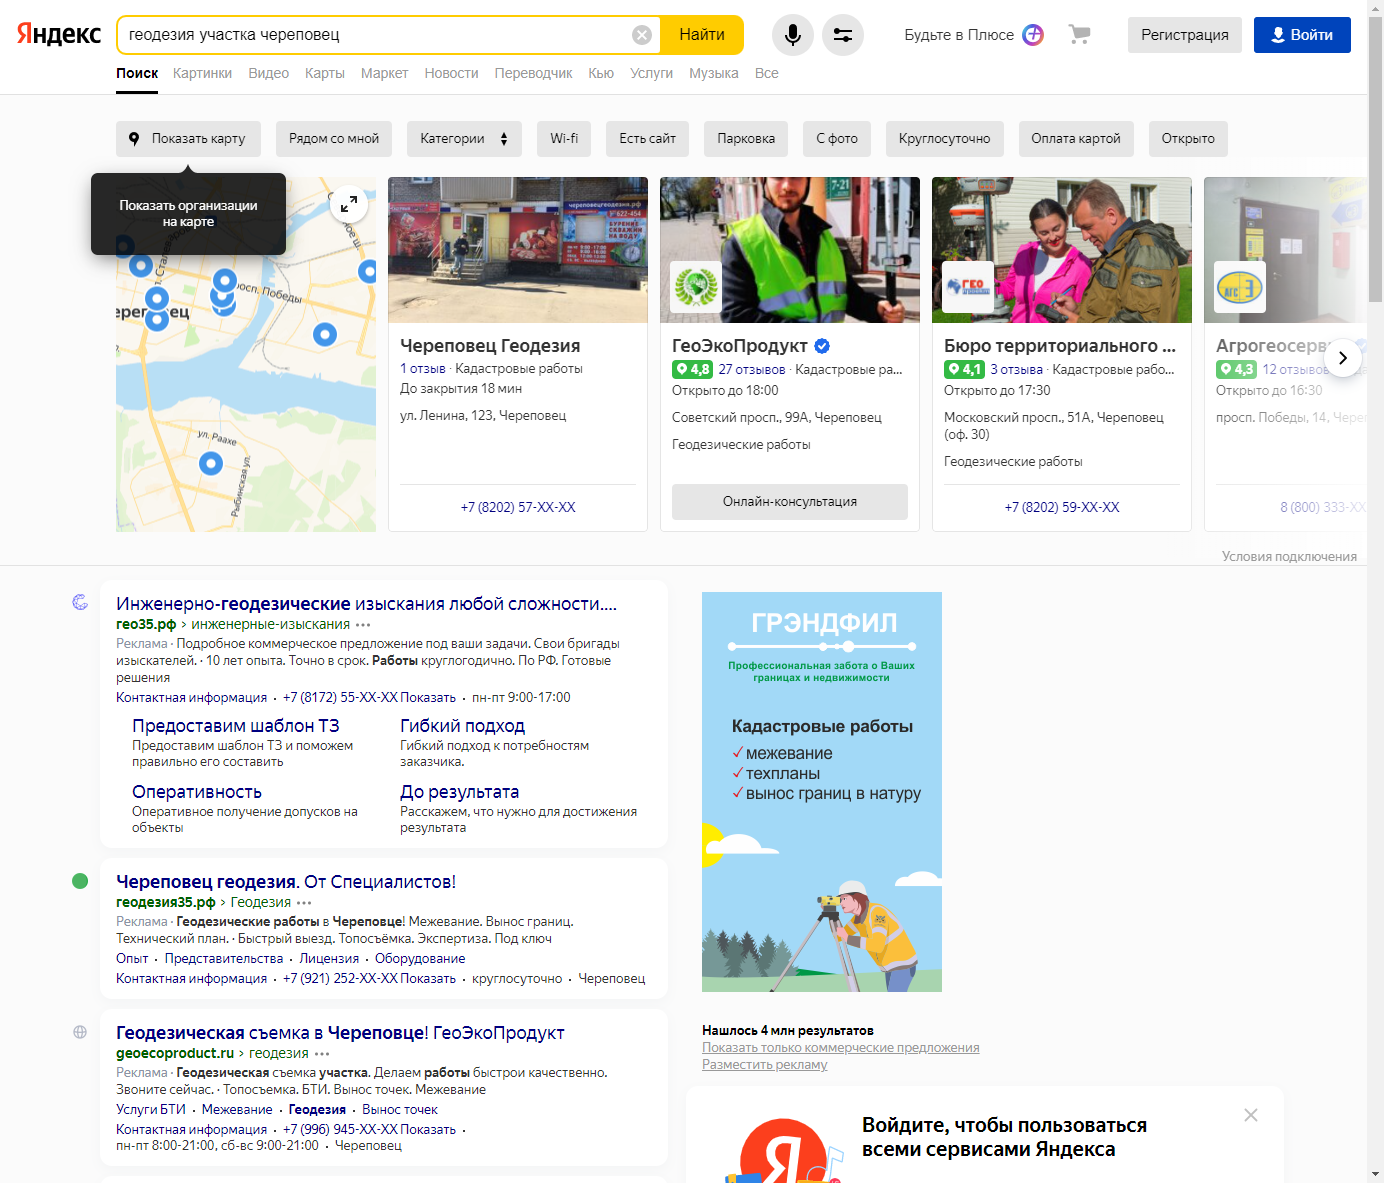 Яндекс
геодезия участка череповец
Найти
Будьте в Плюсе
Регистрация
Войти
Поиск Картинки Видео Карты Маркет Новости Переводчик Кью Услуги Музыка Все
Показать карту
Рядом со мной
Категории
Wi-fi
Есть сайт
Парковка
С фото
Круглосуточно
Оплата картой
Открыто
Показать организации
на карте
просп. Победы
ул. Раахе
Рыбинская ул.
Череповец Геодезия
1 отзыв · Кадастровые работы
До закрытия 18 мин
ул. Ленина, 123, Череповец
+7 (8202) 57-XX-XX
ГеоЭкоПродукт
4,8 27 отзывов · Кадастровые ра...
Открыто до 18:00
Советский просп., 99А, Череповец
Геодезические работы
Онлайн-консультация
Бюро территориального ...
4,1 3 отзыва · Кадастровые рабо...
Открыто до 17:30
Московский просп., 51А, Череповец
(оф. 30)
Геодезические работы
+7 (8202) 59-XX-XX
Агрогеосерв
4,3 12 отзывов
Открыто до 16:30
просп. Победы, 14, Чере
8 (800) 333-XX
Условия подключения
Инженерно-геодезические изыскания любой сложности....
гео35.рф › инженерные-изыскания
Реклама · Подробное коммерческое предложение под ваши задачи. Свои бригады
изыскателей. · 10 лет опыта. Точно в срок. Работы круглогодично. По РФ. Готовые
решения
Контактная информация · +7 (8172) 55-XX-XX Показать · пн-пт 9:00-17:00
Предоставим шаблон ТЗ
Предоставим шаблон ТЗ и поможем
правильно его составить
Гибкий подход
Гибкий подход к потребностям
заказчика.
Оперативность
Оперативное получение допусков на
объекты
До результата
Расскажем, что нужно для достижения
результата
Череповец геодезия. От Специалистов!
геодезия35.рф › Геодезия
Реклама · Геодезические работы в Череповце! Межевание. Вынос границ.
Технический план. · Быстрый выезд. Топосъёмка. Экспертиза. Под ключ
Опыт · Представительства · Лицензия · Оборудование
Контактная информация · +7 (921) 252-XX-XX Показать · круглосуточно · Череповец
Геодезическая съемка в Череповце! ГеоЭкоПродукт
geoecoproduct.ru › геодезия
Реклама · Геодезическая съемка участка. Делаем работы быстрои качественно.
Звоните сейчас. · Топосъемка. БТИ. Вынос точек. Межевание
Услуги БТИ · Межевание · Геодезия · Вынос точек
Контактная информация · +7 (996) 945-XX-XX Показать ·
пн-пт 8:00-21:00, сб-вс 9:00-21:00 · Череповец
ГРЭНДФИЛ
Профессиональная забота о Ваших
границах и недвижимости
Кадастровые работы
межевание
техпланы
вынос границ в натуру
Нашлось 4 млн результатов
Показать только коммерческие предложения
Разместить рекламу
Войдите, чтобы пользоваться
всеми сервисами Яндекса